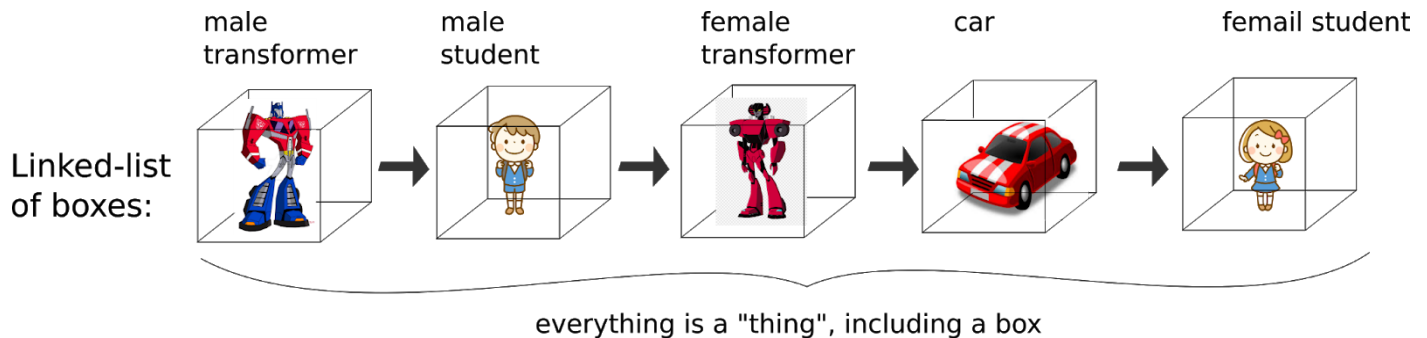 male
transformer
male
student
female
transformer
car
femail student
Linked-list
of boxes:
everything is a "thing", including a box